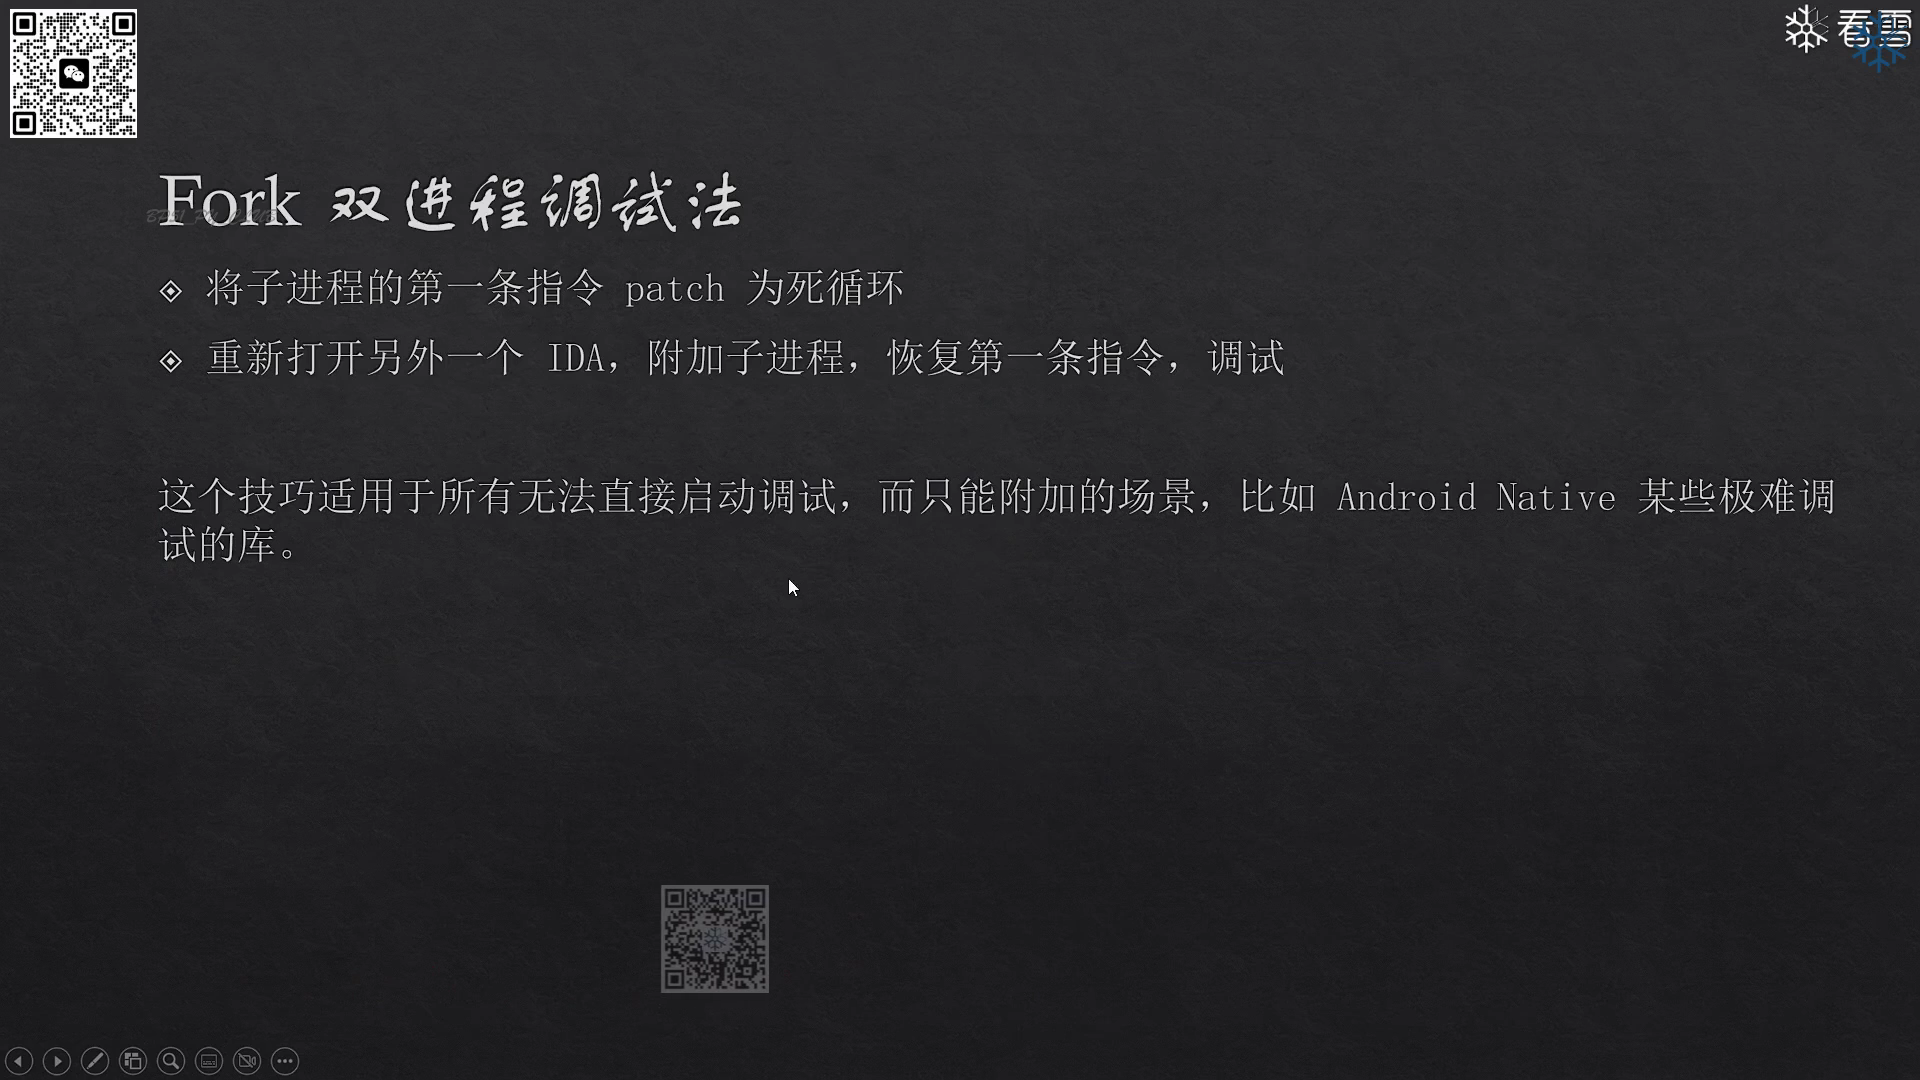 看雪
Fork 双进程调试法
将子进程的第一条指令 patch 为死循环
重新打开另外一个 IDA，附加子进程，恢复第一条指令，调试
这个技巧适用于所有无法直接启动调试，而只能附加的场景，比如 Android Native 某些极难调
试的库。